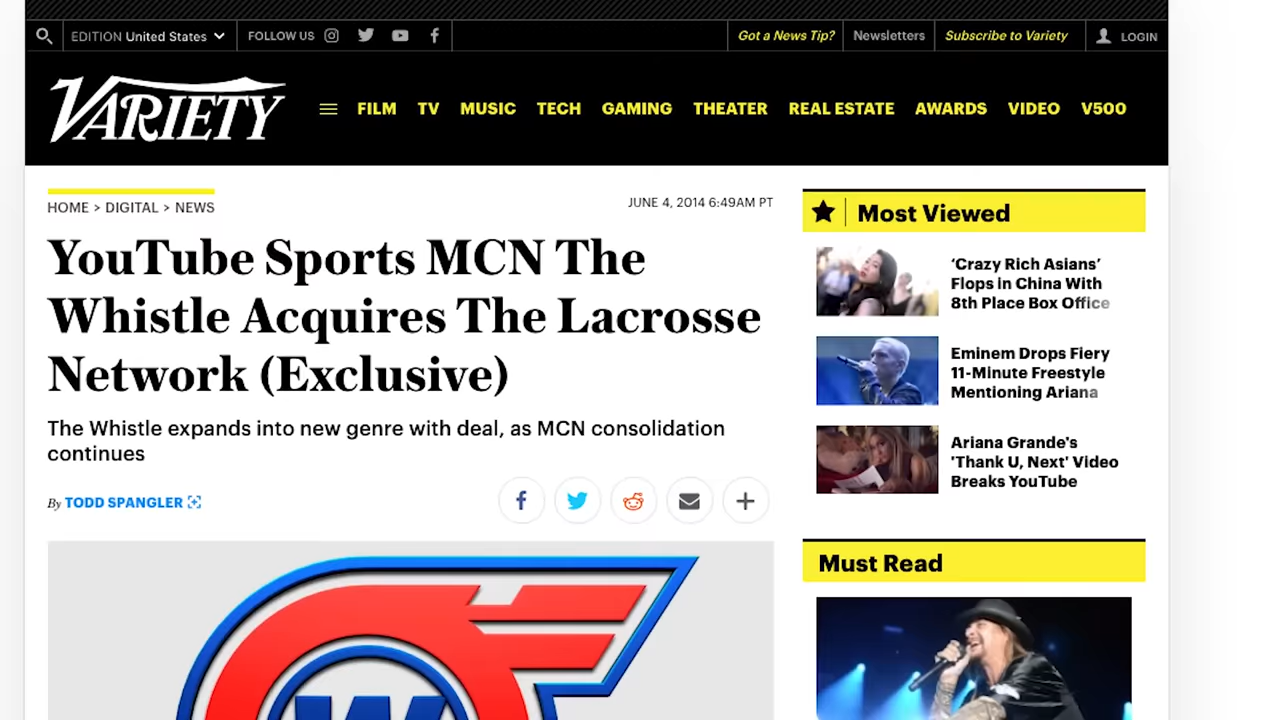 EDITION United States
FOLLOW US
Got a News Tip?
Newsletters
Subscribe to Variety
LOGIN
VARIETY
FILM
TV
MUSIC
TECH
GAMING
THEATER
REAL ESTATE
AWARDS
VIDEO
V500
HOME > DIGITAL > NEWS
JUNE 4, 2014 6:49AM PT
YouTube Sports MCN The
Whistle Acquires The Lacrosse
Network (Exclusive)
The Whistle expands into new genre with deal, as MCN consolidation
continues
By TODD SPANGLER
W
Most Viewed
‘Crazy Rich Asians’
Flops in China With
8th Place Box Office
Eminem Drops Fiery
11-Minute Freestyle
Mentioning Ariana
Ariana Grande's
'Thank U, Next' Video
Breaks YouTube
Must Read